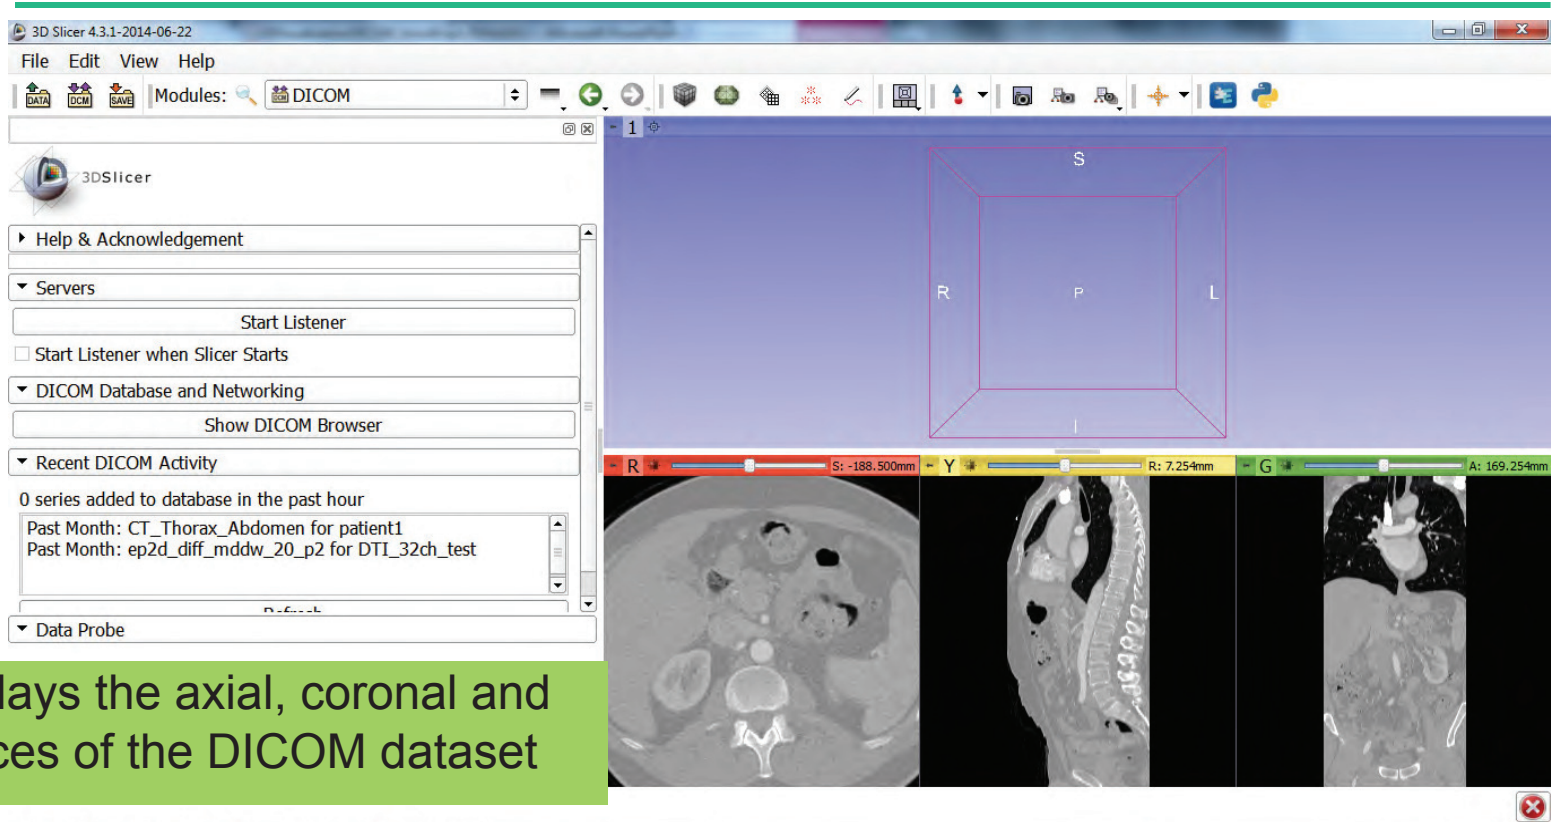 3D Slicer 4.3.1-2014-06-22
File Edit View Help
DATA DCM SAVE Modules: DCM DICOM
1
3DSlicer
Help & Acknowledgement
Servers
Start Listener
Start Listener when Slicer Starts
DICOM Database and Networking
Show DICOM Browser
Recent DICOM Activity
0 series added to database in the past hour
Past Month: CT_Thorax_Abdomen for patient1
Past Month: ep2d_diff_mddw_20_p2 for DTI_32ch_test
Refresh
Data Probe
S
R P L
I
R S: -188.500mm Y R: 7.254mm G A: 169.254mm
lays the axial, coronal and
ces of the DICOM dataset